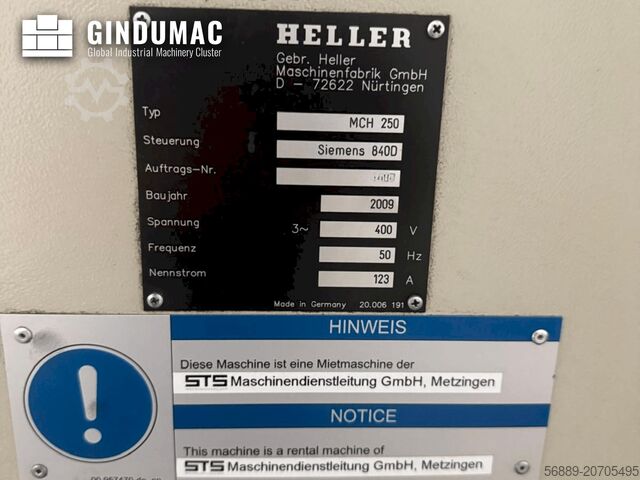 GINDUMAC
Global Industrial Machinery Cluster
HELLER
Gebr. Heller
Maschinenfabrik GmbH
D – 72622 Nürtingen
Typ MCH 250
Steuerung Siemens 840D
Auftrags-Nr.
Baujahr 2009
Spannung 3~ 400 V
Frequenz 50 Hz
Nennstrom 123 A
Made in Germany 20.006 191
HINWEIS
Diese Maschine ist eine Mietmaschine der
STS Maschinendienstleitung GmbH, Metzingen
NOTICE
This machine is a rental machine of
STS Maschinendienstleitung GmbH, Metzingen
56889-20705495